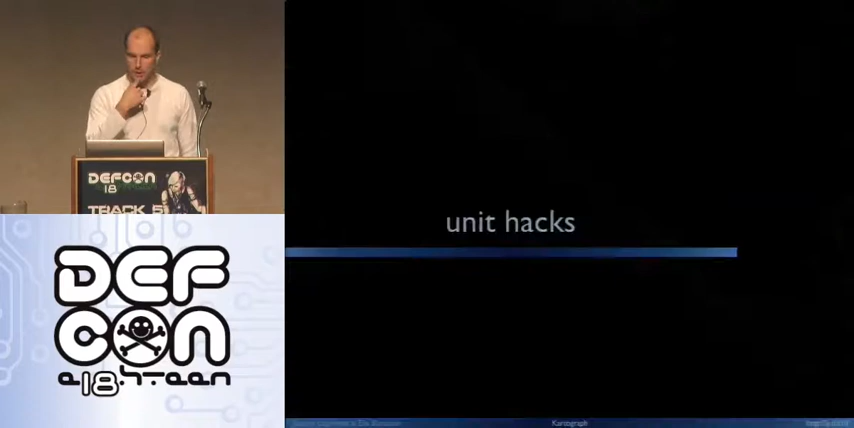 DEFCON
18
TRACK 5
DEF
CON
e18hteen
unit hacks
Kartograph